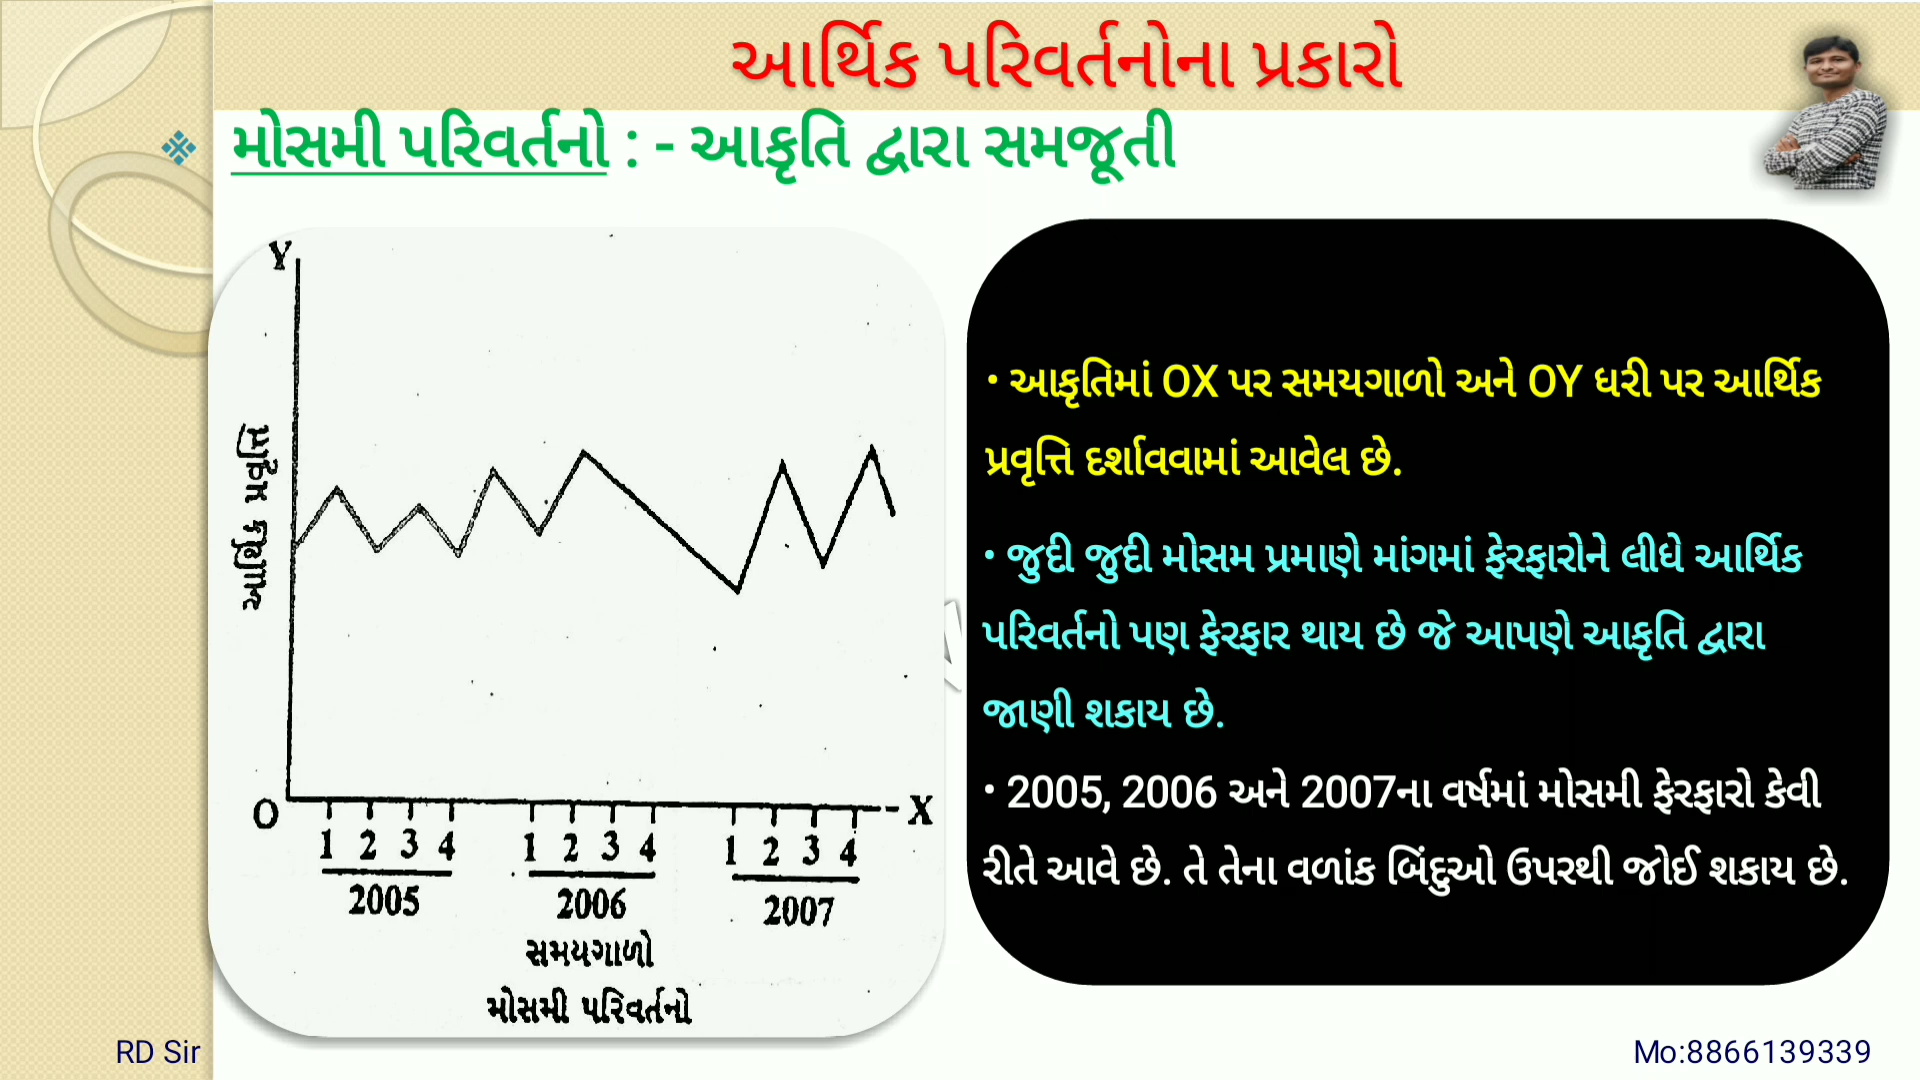 આર્થિક પરિવર્તનોના પ્રકારો
મોસમી પરિવર્તનો : - આકૃતિ દ્વારા સમજૂતી
Y
આર્થિક પ્રવૃત્તિ
O
X
1 2 3 4 1 2 3 4 1 2 3 4
2005 2006 2007
સમયગાળો
મોસમી પરિવર્તનો
• આકૃતિમાં OX પર સમયગાળો અને OY ધરી પર આર્થિક
પ્રવૃત્તિ દર્શાવવામાં આવેલ છે.
• જુદી જુદી મોસમ પ્રમાણે માંગમાં ફેરફારોને લીધે આર્થિક
પરિવર્તનો પણ ફેરફાર થાય છે જે આપણે આકૃતિ દ્વારા
જાણી શકાય છે.
• 2005, 2006 અને 2007ના વર્ષમાં મોસમી ફેરફારો કેવી
રીતે આવે છે. તે તેના વળાંક બિંદુઓ ઉપરથી જોઈ શકાય છે.
RD Sir
Mo:8866139339